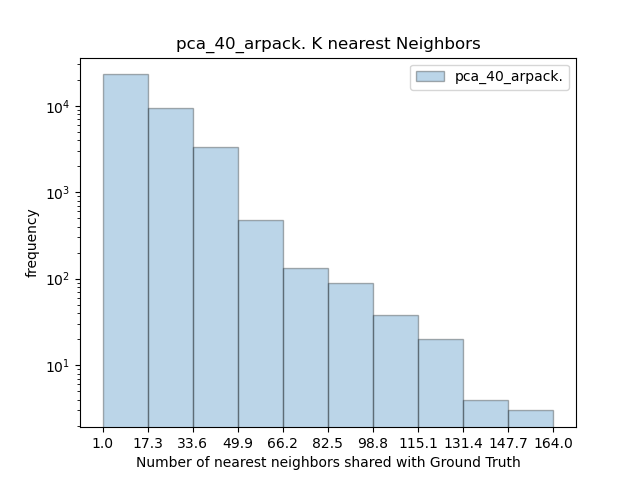 pca_40_arpack. K nearest Neighbors
pca_40_arpack.
frequency
10⁴
10³
10²
10¹
1.0 17.3 33.6 49.9 66.2 82.5 98.8 115.1 131.4 147.7 164.0
Number of nearest neighbors shared with Ground Truth